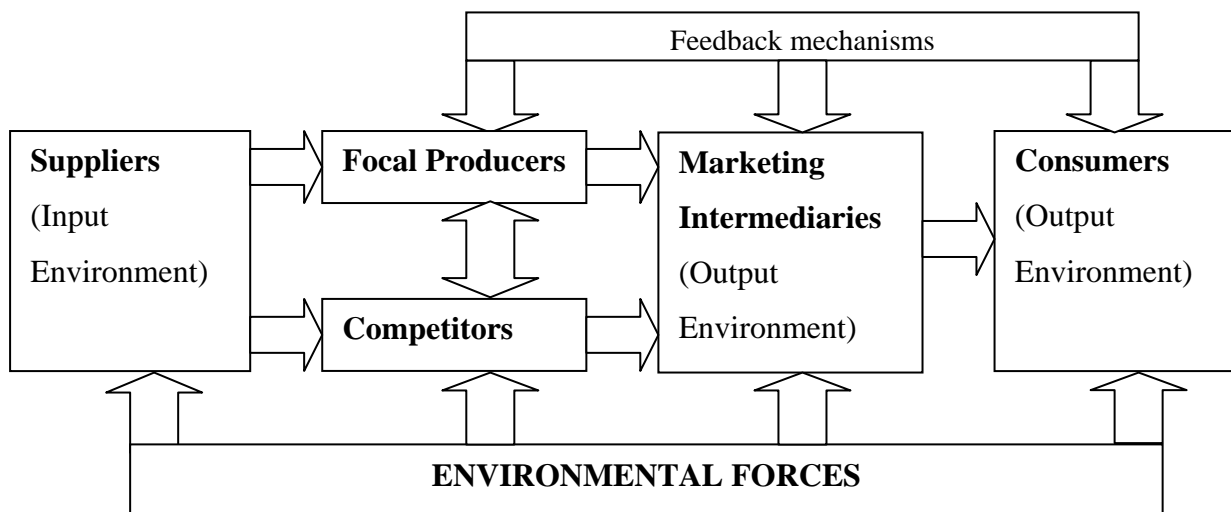 Feedback mechanisms
Suppliers
(Input
Environment)
Focal Producers
Competitors
Marketing
Intermediaries
(Output
Environment)
Consumers
(Output
Environment)
ENVIRONMENTAL FORCES